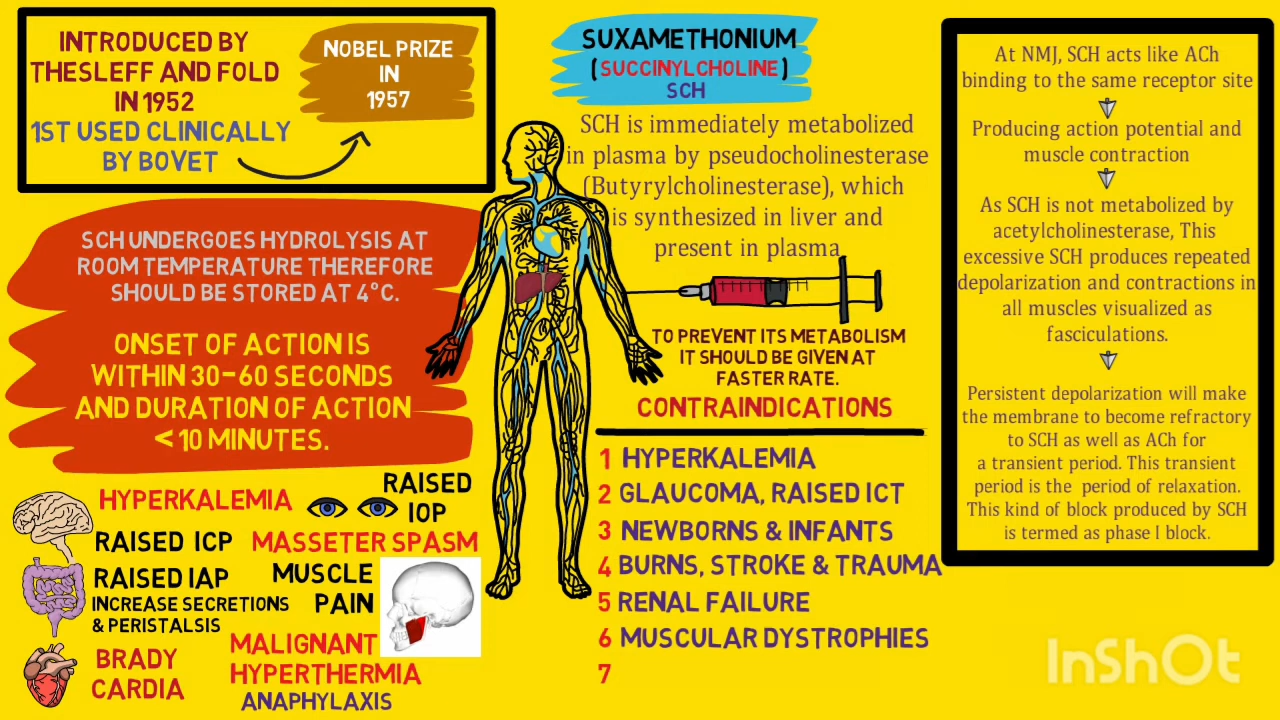 INTRODUCED BY
THESLEFF AND FOLD
IN 1952
1ST USED CLINICALLY
BY BOVET
NOBEL PRIZE
IN
1957
SUXAMETHONIUM
(SUCCINYLCHOLINE)
SCH
SCH is immediately metabolized
in plasma by pseudocholinesterase
(Butyrylcholinesterase), which
is synthesized in liver and
present in plasma
TO PREVENT ITS METABOLISM
IT SHOULD BE GIVEN AT
FASTER RATE.
SCH UNDERGOES HYDROLYSIS AT
ROOM TEMPERATURE THEREFORE
SHOULD BE STORED AT 4°C.
ONSET OF ACTION IS
WITHIN 30-60 SECONDS
AND DURATION OF ACTION
< 10 MINUTES.
HYPERKALEMIA
RAISED
IOP
RAISED ICP
MASSETER SPASM
RAISED IAP
INCREASE SECRETIONS
& PERISTALSIS
MUSCLE
PAIN
BRADY
CARDIA
MALIGNANT
HYPERTHERMIA
ANAPHYLAXIS
CONTRAINDICATIONS
1 HYPERKALEMIA
2 GLAUCOMA, RAISED ICT
3 NEWBORNS & INFANTS
4 BURNS, STROKE & TRAUMA
5 RENAL FAILURE
6 MUSCULAR DYSTROPHIES
7
At NMJ, SCH acts like ACh
binding to the same receptor site
Producing action potential and
muscle contraction
As SCH is not metabolized by
acetylcholinesterase, This
excessive SCH produces repeated
depolarization and contractions in
all muscles visualized as
fasciculations.
Persistent depolarization will make
the membrane to become refractory
to SCH as well as ACh for
a transient period. This transient
period is the period of relaxation.
This kind of block produced by SCH
is termed as phase I block.
InShOt